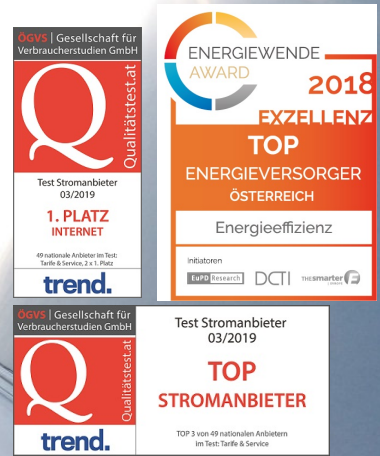 ÖGVS | Gesellschaft für
Verbraucherstudien GmbH
Q
Qualitätstest.at
Test Stromanbieter
03/2019
1. PLATZ
INTERNET
49 nationale Anbieter im Test:
Tarife & Service, 2 x 1. Platz
trend.
ENERGIEWENDE
AWARD
2018
EXZELLENZ
TOP
ENERGIEVERSORGER
ÖSTERREICH
Energieeffizienz
Initiatoren
EuPD Research
DCTI
THE smarter E
ÖGVS | Gesellschaft für
Verbraucherstudien GmbH
Q
Qualitätstest.at
trend.
Test Stromanbieter
03/2019
TOP
STROMANBIETER
TOP 3 von 49 nationalen Anbietern
im Test: Tarife & Service